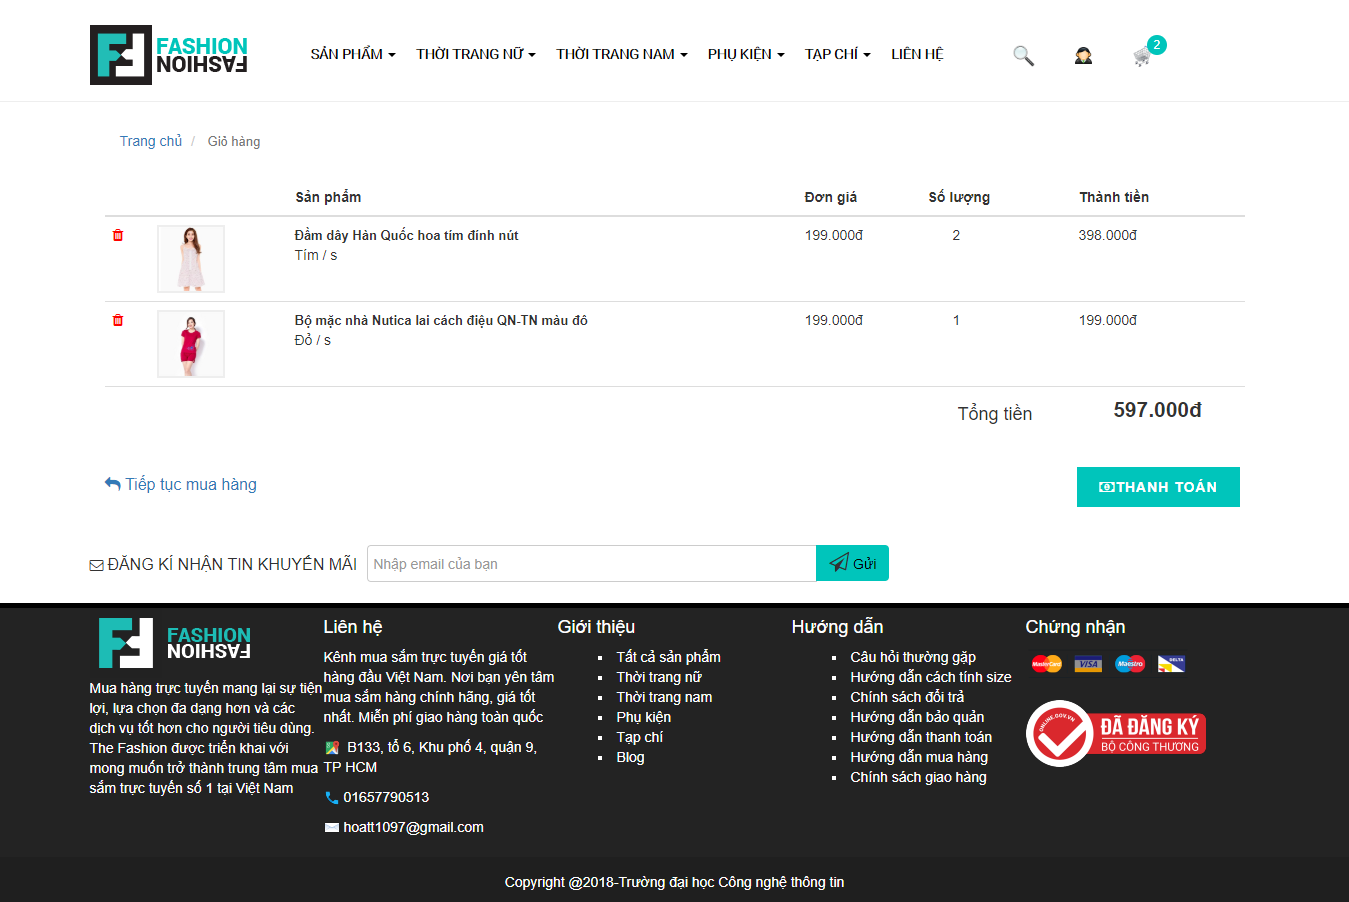 FASHION
FASHION
SẢN PHẨM
THỜI TRANG NỮ
THỜI TRANG NAM
PHỤ KIỆN
TẠP CHÍ
LIÊN HỆ
2
Trang chủ / Giỏ hàng
Sản phẩm Đơn giá Số lượng Thành tiền
Đầm dây Hàn Quốc hoa tím đính nút 199.000đ 2 398.000đ
Tím / s
Bộ mặc nhà Nutica lai cách điệu QN-TN màu đỏ 199.000đ 1 199.000đ
Đỏ / s
Tổng tiền 597.000đ
Tiếp tục mua hàng
THANH TOÁN
ĐĂNG KÍ NHẬN TIN KHUYẾN MÃI
Nhập email của bạn
Gửi
FASHION
FASHION
Mua hàng trực tuyến mang lại sự tiện
lợi, lựa chọn đa dạng hơn và các
dịch vụ tốt hơn cho người tiêu dùng.
The Fashion được triển khai với
mong muốn trở thành trung tâm mua
sắm trực tuyến số 1 tại Việt Nam
Liên hệ
Kênh mua sắm trực tuyến giá tốt
hàng đầu Việt Nam. Nơi bạn yên tâm
mua sắm hàng chính hãng, giá tốt
nhất. Miễn phí giao hàng toàn quốc
B133, tổ 6, Khu phố 4, quận 9,
TP HCM
01657790513
hoatt1097@gmail.com
Giới thiệu
Tất cả sản phẩm
Thời trang nữ
Thời trang nam
Phụ kiện
Tạp chí
Blog
Hướng dẫn
Câu hỏi thường gặp
Hướng dẫn cách tính size
Chính sách đổi trả
Hướng dẫn bảo quản
Hướng dẫn thanh toán
Hướng dẫn mua hàng
Chính sách giao hàng
Chứng nhận
MasterCard
VISA
Maestro
DELTA
ONLINE.GOV.VN
ĐÃ ĐĂNG KÝ
BỘ CÔNG THƯƠNG
Copyright @2018-Trường đại học Công nghệ thông tin